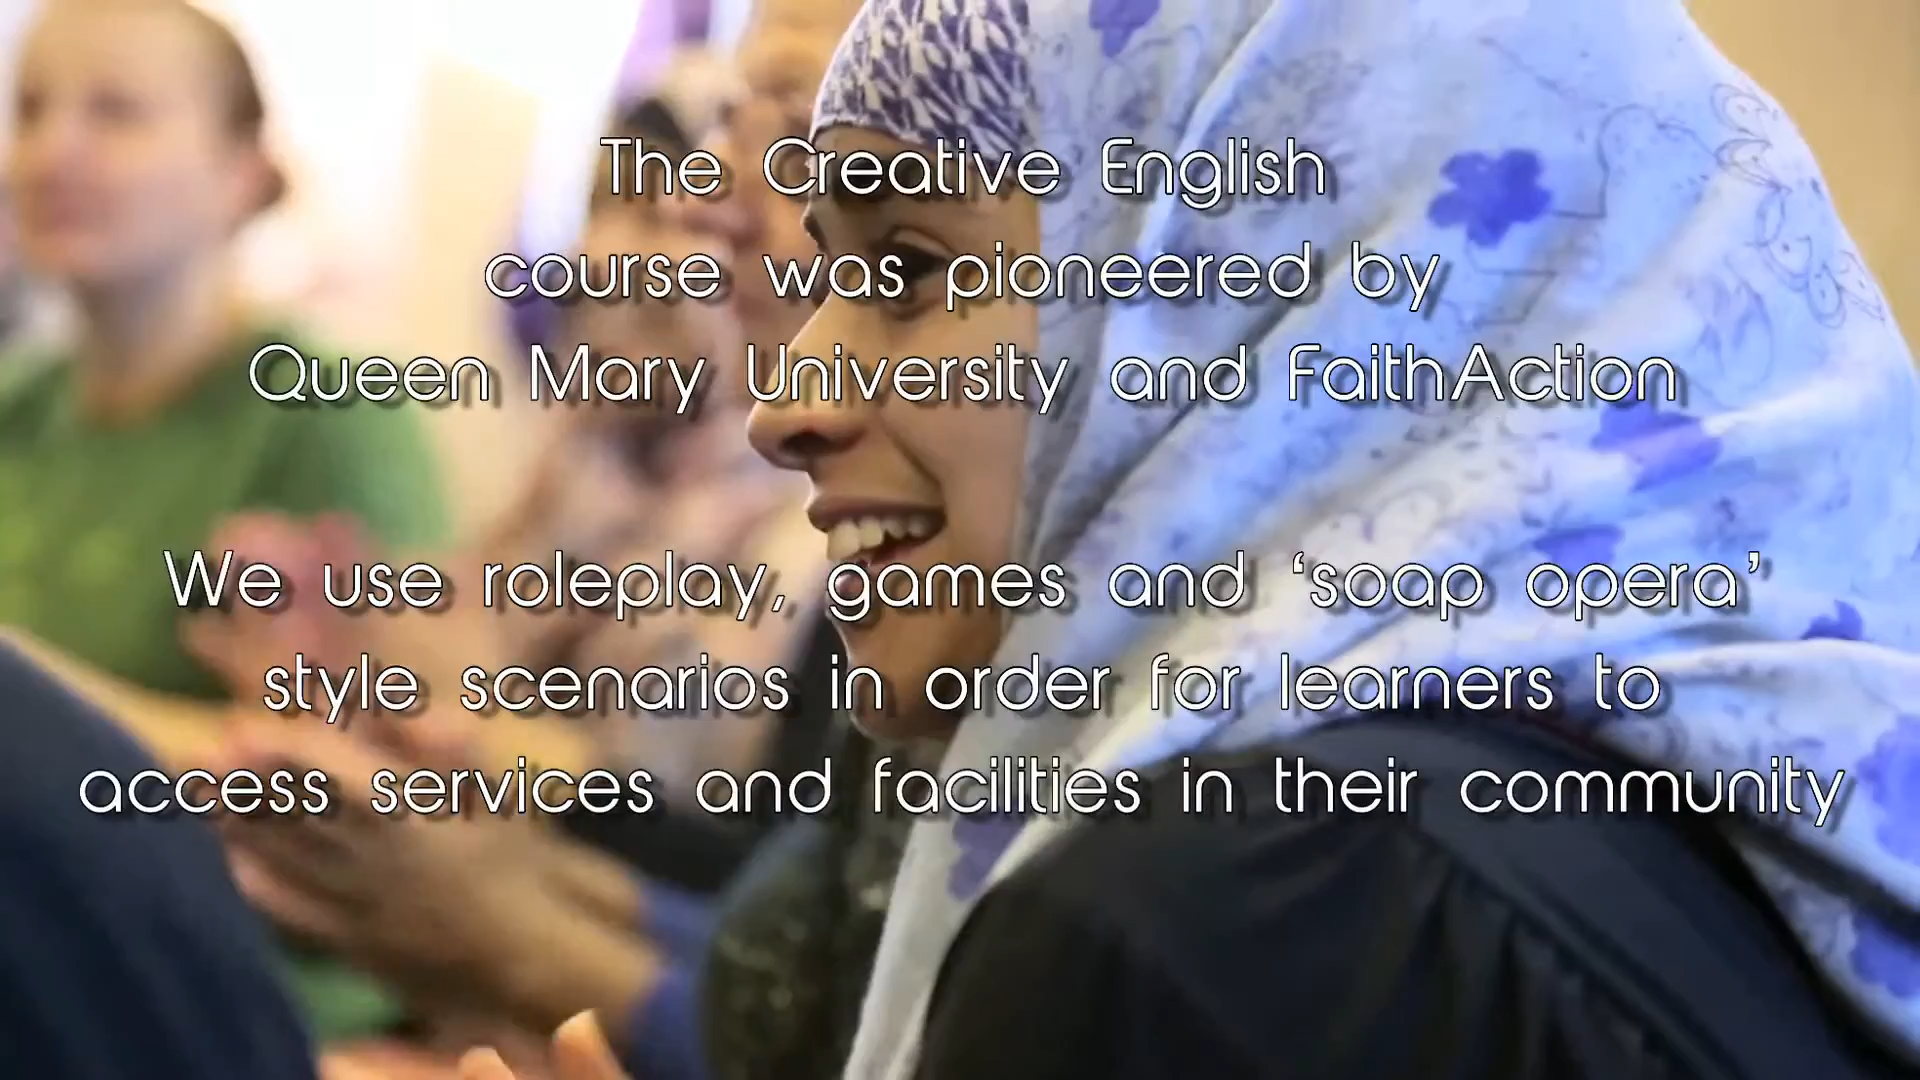 The Creative English
course was pioneered by
Queen Mary University and FaithAction
We use roleplay, games and ‘soap opera’
style scenarios in order for learners to
access services and facilities in their community